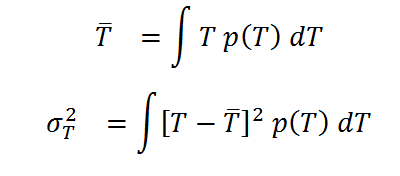 T̄ = ∫ T p(T) dT
σ_T^2 = ∫ [T − T̄]^2 p(T) dT